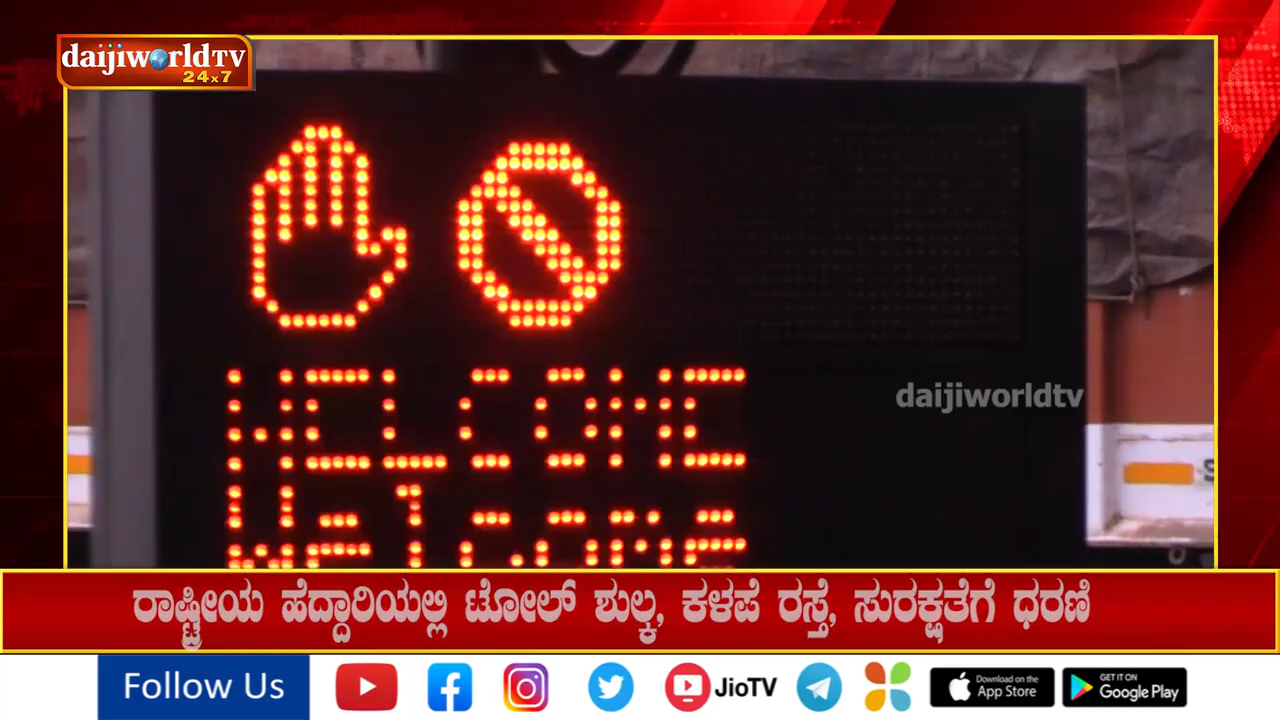 daijiworldTV
24x7
WELCOME
WELCOME
daijiworldtv
ರಾಷ್ಟ್ರೀಯ ಹೆದ್ದಾರಿಯಲ್ಲಿ ಟೋಲ್ ಶುಲ್ಕ, ಕಳಪೆ ರಸ್ತೆ, ಸುರಕ್ಷತೆಗೆ ಧರಣಿ
Follow Us
JioTV
Download on the
App Store
GET IT ON
Google Play